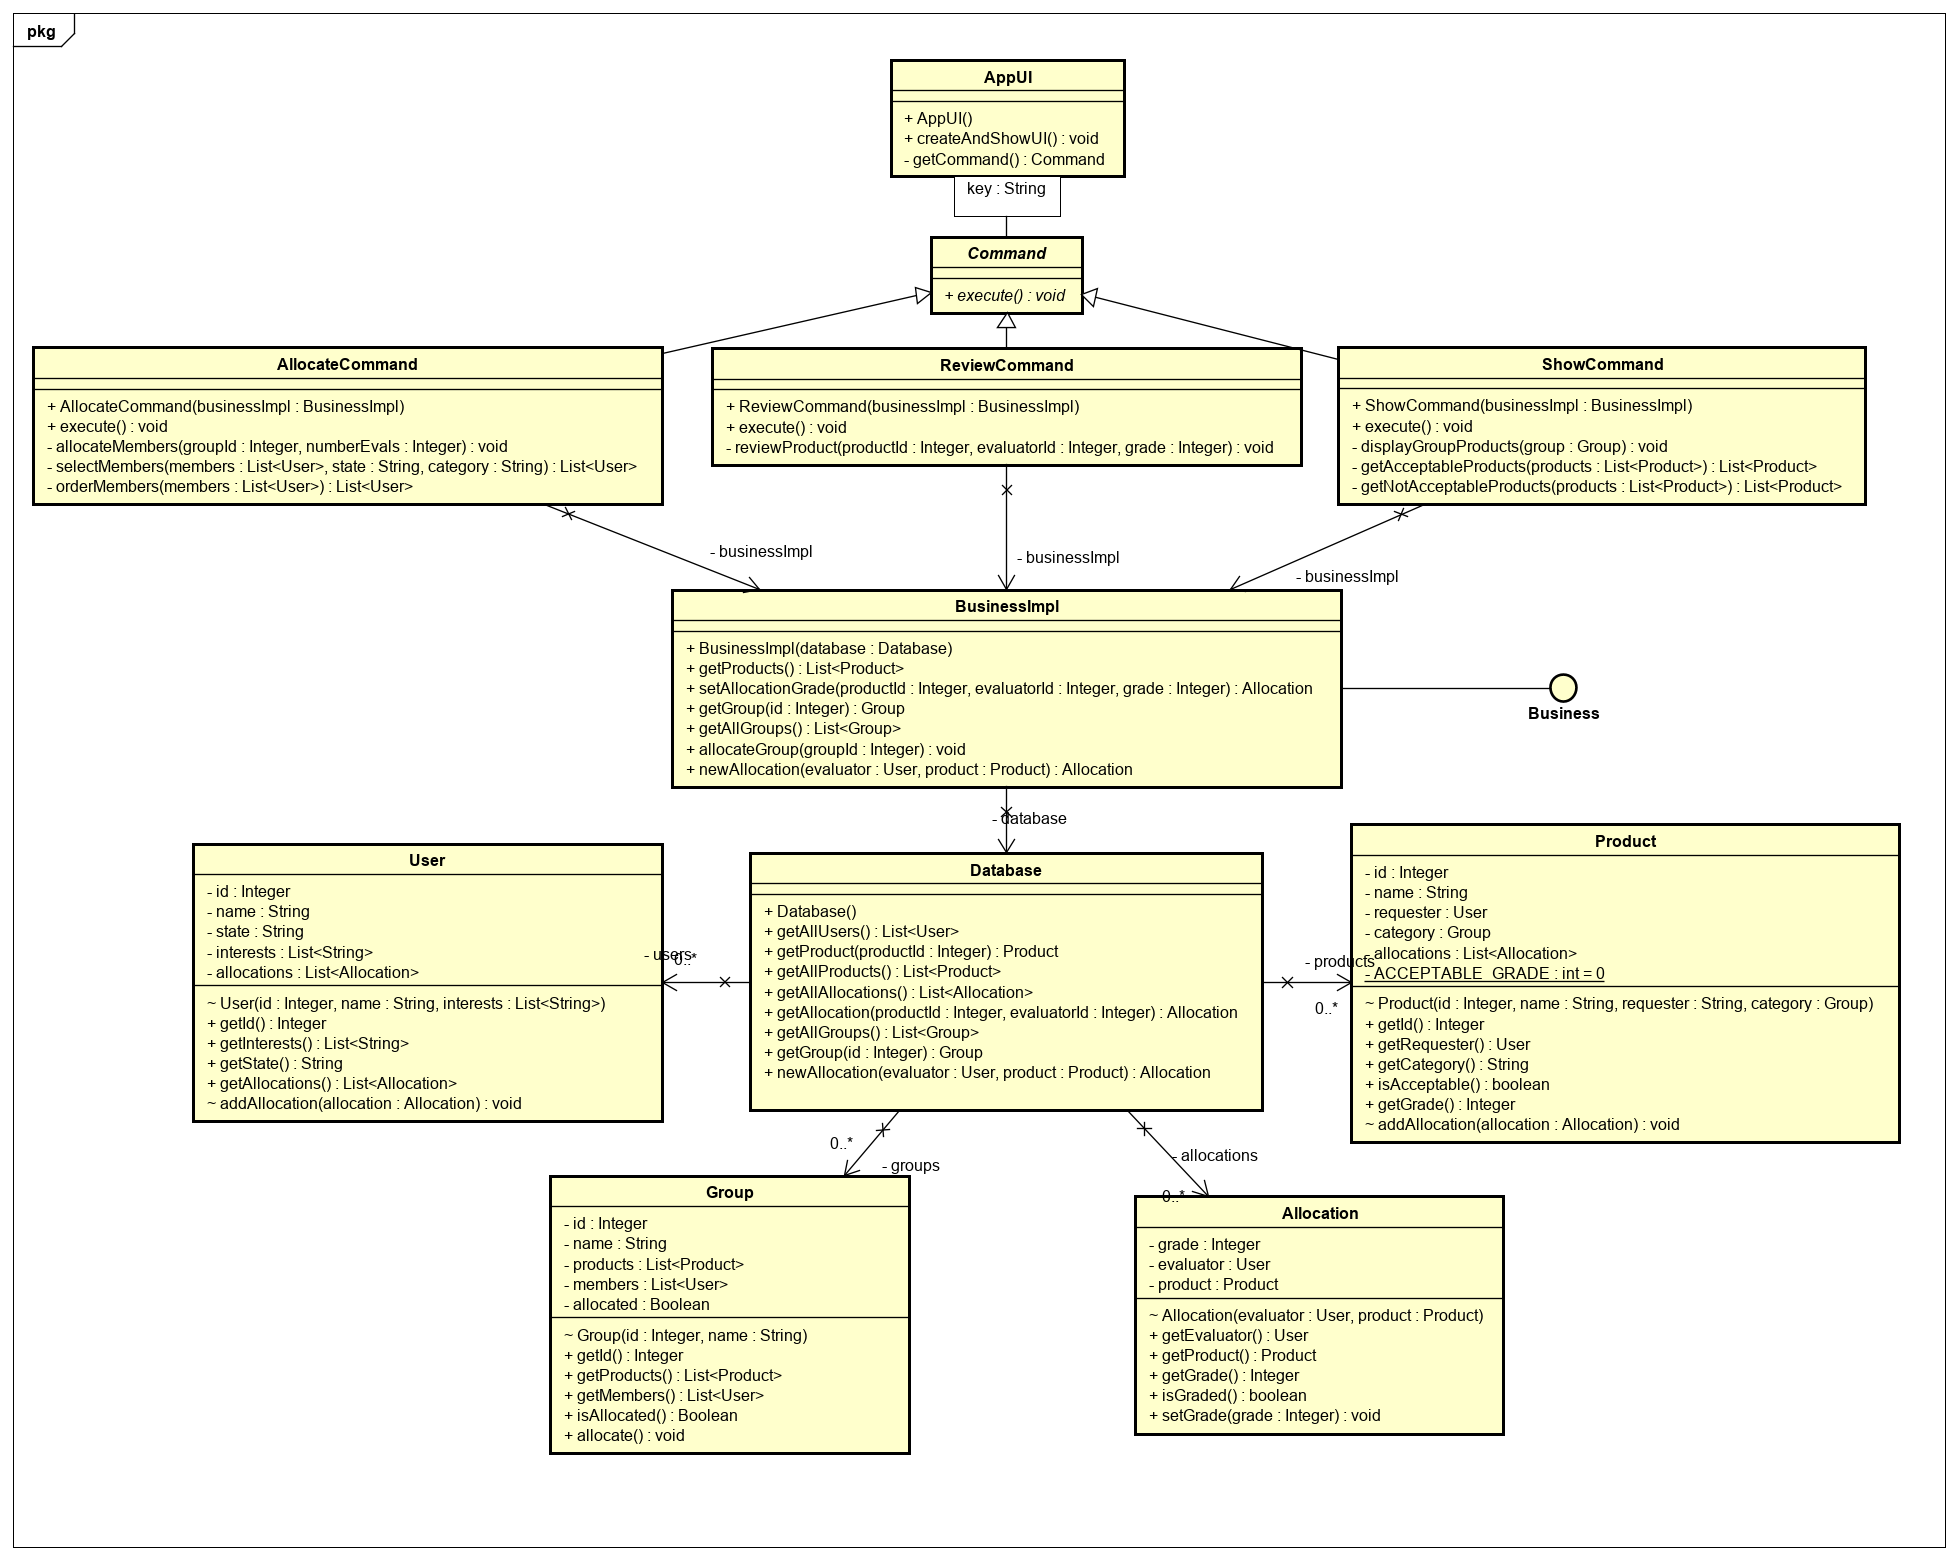 pkg
AppUI
+ AppUI()
+ createAndShowUI() : void
- getCommand() : Command
key : String
Command
+ execute() : void
AllocateCommand
+ AllocateCommand(businessImpl : BusinessImpl)
+ execute() : void
- allocateMembers(groupId : Integer, numberEvals : Integer) : void
- selectMembers(members : List<User>, state : String, category : String) : List<User>
- orderMembers(members : List<User>) : List<User>
ReviewCommand
+ ReviewCommand(businessImpl : BusinessImpl)
+ execute() : void
- reviewProduct(productId : Integer, evaluatorId : Integer, grade : Integer) : void
ShowCommand
+ ShowCommand(businessImpl : BusinessImpl)
+ execute() : void
- displayGroupProducts(group : Group) : void
- getAcceptableProducts(products : List<Product>) : List<Product>
- getNotAcceptableProducts(products : List<Product>) : List<Product>
- businessImpl
- businessImpl
- businessImpl
BusinessImpl
+ BusinessImpl(database : Database)
+ getProducts() : List<Product>
+ setAllocationGrade(productId : Integer, evaluatorId : Integer, grade : Integer) : Allocation
+ getGroup(id : Integer) : Group
+ getAllGroups() : List<Group>
+ allocateGroup(groupId : Integer) : void
+ newAllocation(evaluator : User, product : Product) : Allocation
Business
- database
User
- id : Integer
- name : String
- state : String
- interests : List<String>
- allocations : List<Allocation>
~ User(id : Integer, name : String, interests : List<String>)
+ getId() : Integer
+ getInterests() : List<String>
+ getState() : String
+ getAllocations() : List<Allocation>
~ addAllocation(allocation : Allocation) : void
- users
0..*
Database
+ Database()
+ getAllUsers() : List<User>
+ getProduct(productId : Integer) : Product
+ getAllProducts() : List<Product>
+ getAllAllocations() : List<Allocation>
+ getAllocation(productId : Integer, evaluatorId : Integer) : Allocation
+ getAllGroups() : List<Group>
+ getGroup(id : Integer) : Group
+ newAllocation(evaluator : User, product : Product) : Allocation
- products
0..*
Product
- id : Integer
- name : String
- requester : User
- category : Group
- allocations : List<Allocation>
- ACCEPTABLE_GRADE : int = 0
~ Product(id : Integer, name : String, requester : String, category : Group)
+ getId() : Integer
+ getRequester() : User
+ getCategory() : String
+ isAcceptable() : boolean
+ getGrade() : Integer
~ addAllocation(allocation : Allocation) : void
0..*
- groups
- allocations
0..*
Group
- id : Integer
- name : String
- products : List<Product>
- members : List<User>
- allocated : Boolean
~ Group(id : Integer, name : String)
+ getId() : Integer
+ getProducts() : List<Product>
+ getMembers() : List<User>
+ isAllocated() : Boolean
+ allocate() : void
Allocation
- grade : Integer
- evaluator : User
- product : Product
~ Allocation(evaluator : User, product : Product)
+ getEvaluator() : User
+ getProduct() : Product
+ getGrade() : Integer
+ isGraded() : boolean
+ setGrade(grade : Integer) : void